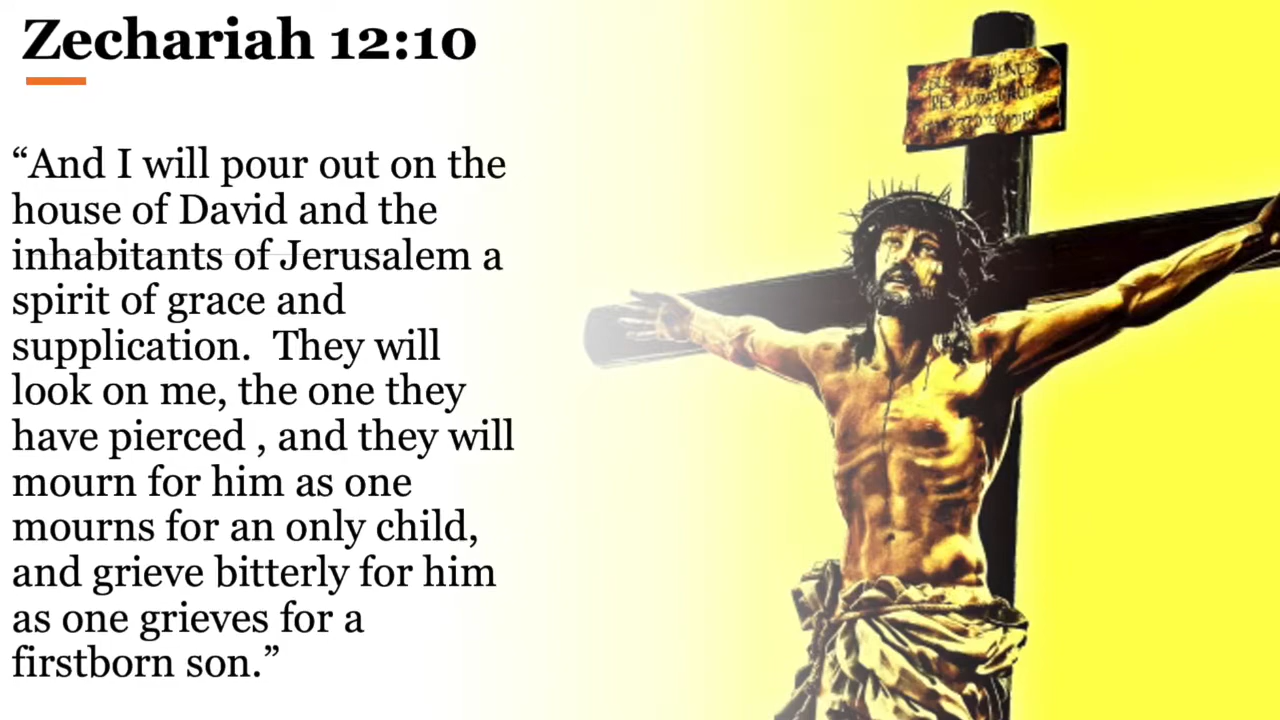 Zechariah 12:10
“And I will pour out on the
house of David and the
inhabitants of Jerusalem a
spirit of grace and
supplication.  They will
look on me, the one they
have pierced , and they will
mourn for him as one
mourns for an only child,
and grieve bitterly for him
as one grieves for a
firstborn son.”